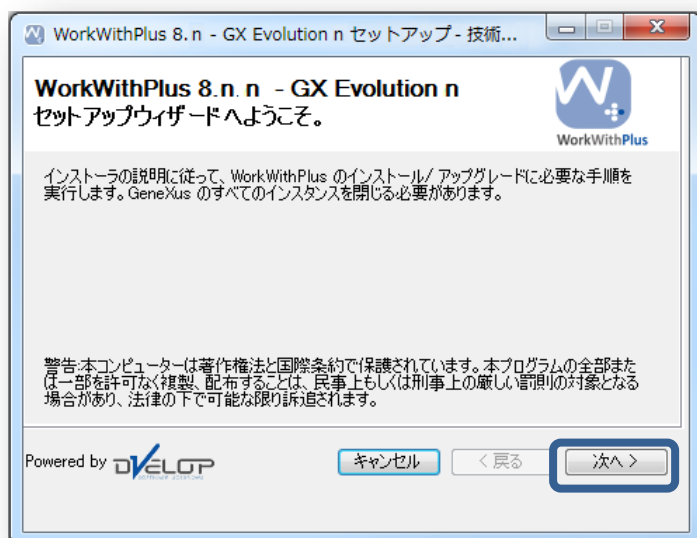 WorkWithPlus 8.n - GX Evolution n セットアップ - 技術...
WorkWithPlus 8.n. n - GX Evolution n
セットアップウィザードへようこそ。
WorkWithPlus
インストーラの説明に従って、WorkWithPlus のインストール/ アップグレードに必要な手順を
実行します。GeneXus のすべてのインスタンスを閉じる必要があります。
警告:本コンピューターは著作権法と国際条約で保護されています。本プログラムの全部また
は一部を許可なく複製、配布することは、民事上もしくは刑事上の厳しい罰則の対象となる
場合があり、法律の下で可能な限り訴追されます。
Powered by DVELOP
キャンセル
< 戻る
次へ >